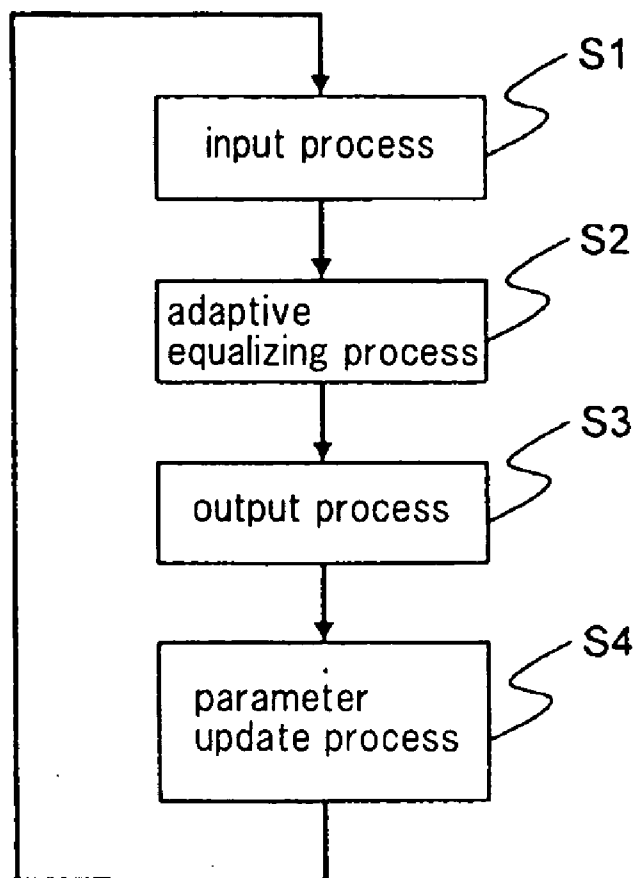 S1
input process
S2
adaptive
equalizing process
S3
output process
S4
parameter
update process